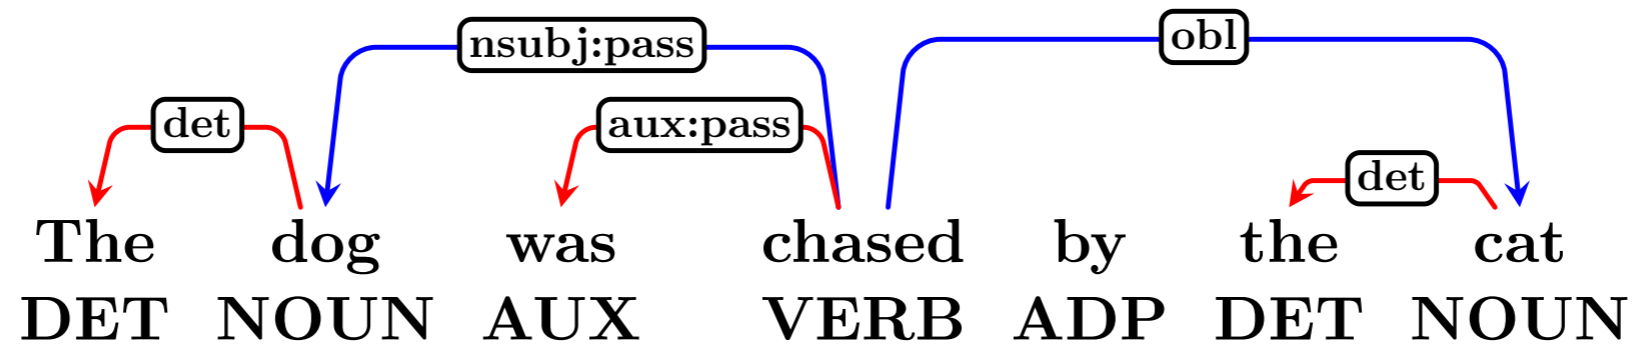 nsubj:pass obl
det aux:pass det
The dog was chased by the cat
DET NOUN AUX VERB ADP DET NOUN